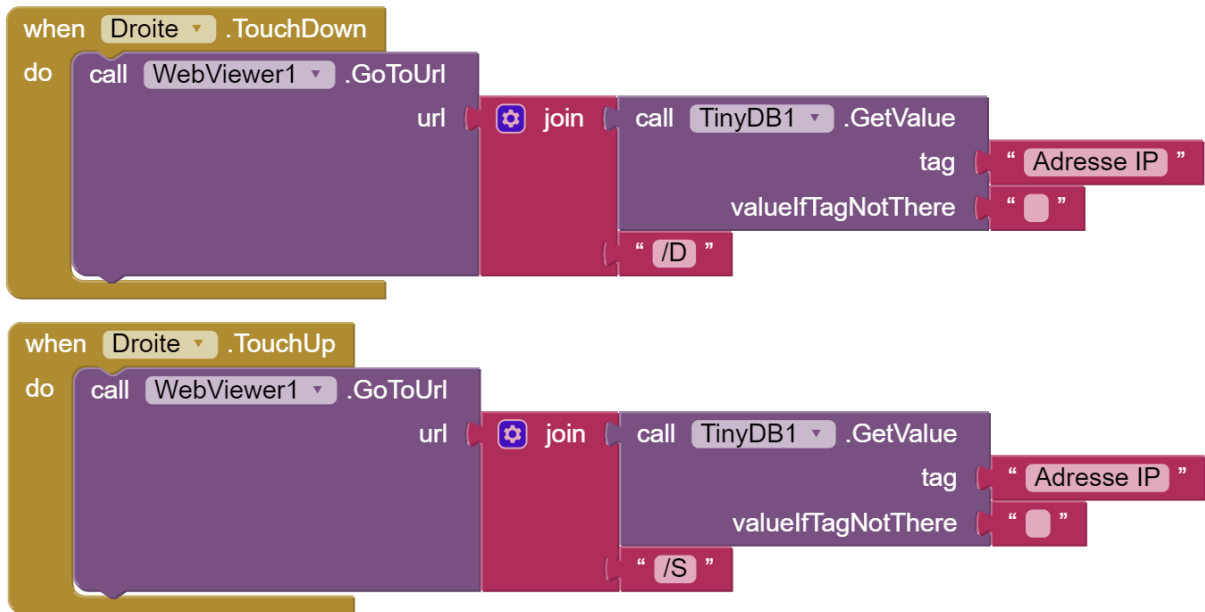 when Droite .TouchDown
do call WebViewer1 .GoToUrl
url join call TinyDB1 .GetValue
tag “ Adresse IP ”
valueIfTagNotThere “ ”
“ /D ”
when Droite .TouchUp
do call WebViewer1 .GoToUrl
url join call TinyDB1 .GetValue
tag “ Adresse IP ”
valueIfTagNotThere “ ”
“ /S ”